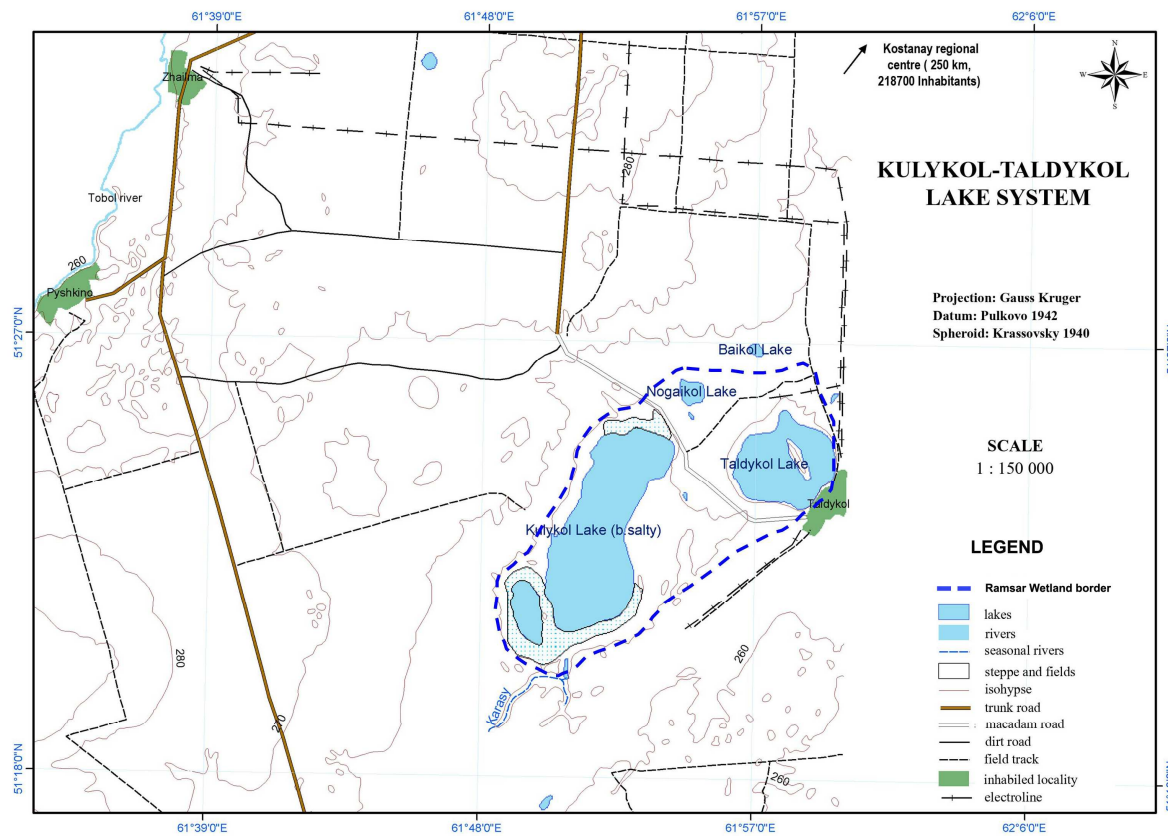 61°39'0"E
61°48'0"E
61°57'0"E
62°6'0"E
Kostanay regional
centre ( 250 km,
218700 Inhabitants)
N
W
E
S
Zhailma
280
KULYKOL-TALDYKOL
LAKE SYSTEM
Tobol river
260
Pyshkino
Projection: Gauss Kruger
Datum: Pulkovo 1942
Spheroid: Krassovsky 1940
51°27'0"N
Baikol Lake
Nogaikol Lake
SCALE
1 : 150 000
Taldykol Lake
Taldykol
Kulykol Lake (b.salty)
LEGEND
Ramsar Wetland border
lakes
rivers
seasonal rivers
steppe and fields
isohypse
trunk road
macadam road
dirt road
field track
inhabiled locality
electroline
280
260
Karasy
270
51°18'0"N
260
61°39'0"E
61°48'0"E
61°57'0"E
62°6'0"E